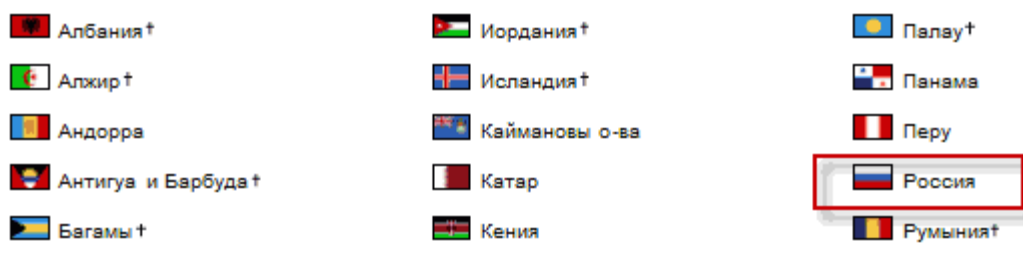 Албания†
Алжир†
Андорра
Антигуа и Барбуда†
Багамы†
Иордания†
Исландия†
Каймановы о-ва
Катар
Кения
Палау†
Панама
Перу
Россия
Румыния†